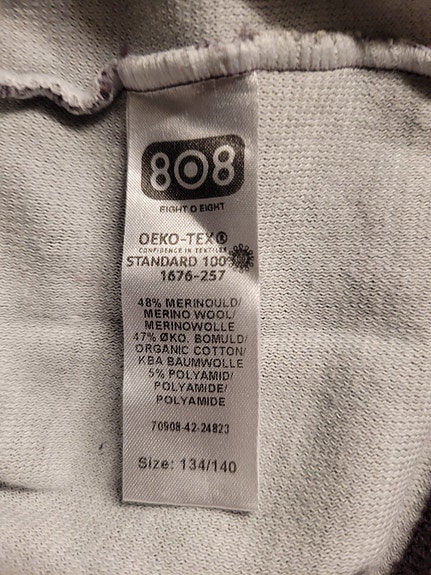 808
EIGHT O EIGHT
OEKO-TEX®
CONFIDENCE IN TEXTILES
STANDARD 100
1676-257
48% MERINOULD/
MERINO WOOL/
MERINOWOLLE
47% ØKO. BOMULD/
ORGANIC COTTON/
KBA BAUMWOLLE
5% POLYAMID/
POLYAMIDE/
POLYAMIDE
70908-42-24823
Size: 134/140